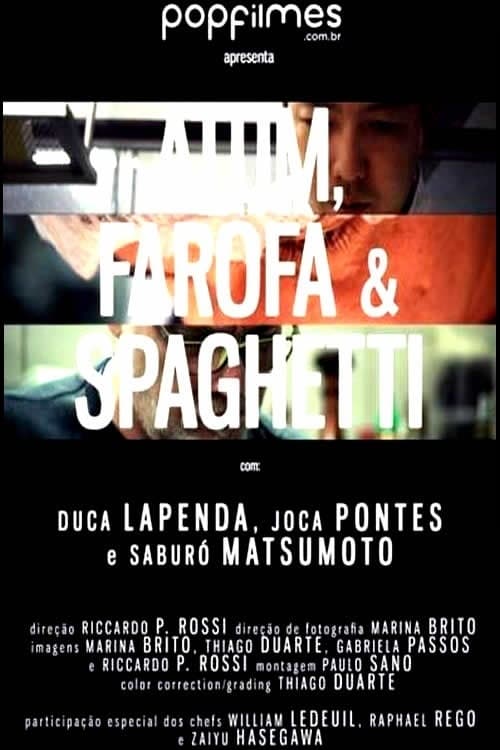 popfilmes
.com.br
apresenta
ATUM,
FAROFA &
SPAGHETTI
com:
DUCA LAPENDA, JOCA PONTES
e SABURÓ MATSUMOTO
direção RICCARDO P. ROSSI direção de fotografia MARINA BRITO
imagens MARINA BRITO, THIAGO DUARTE, GABRIELA PASSOS
e RICCARDO P. ROSSI montagem PAULO SANO
color correction/grading THIAGO DUARTE
participação especial dos chefs WILLIAM LEDEUIL, RAPHAEL REGO
e ZAIYU HASEGAWA